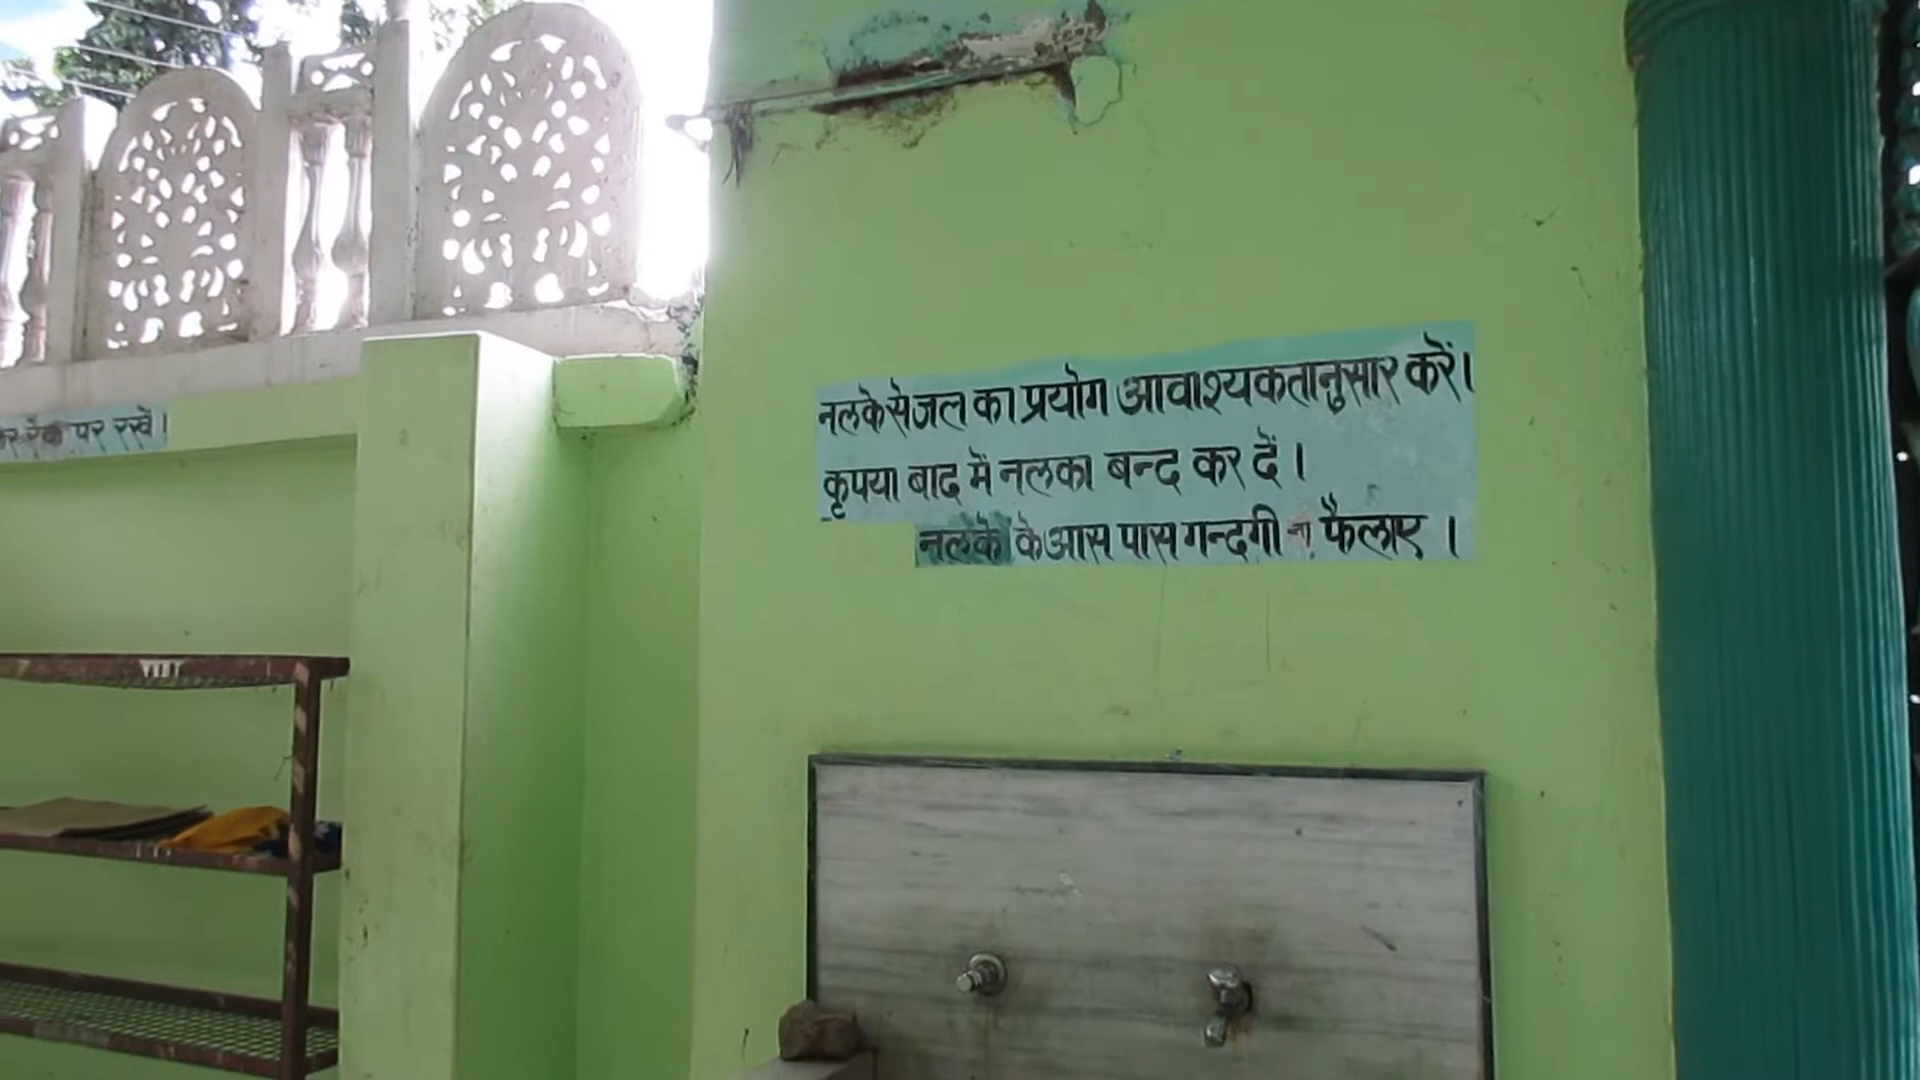 पर रखें।
नलके से जल का प्रयोग आवाश्यकतानुसार करें।
कृपया बाद में नलका बन्द कर दें ।
नलके के आस पास गन्दगी ना फैलाए ।